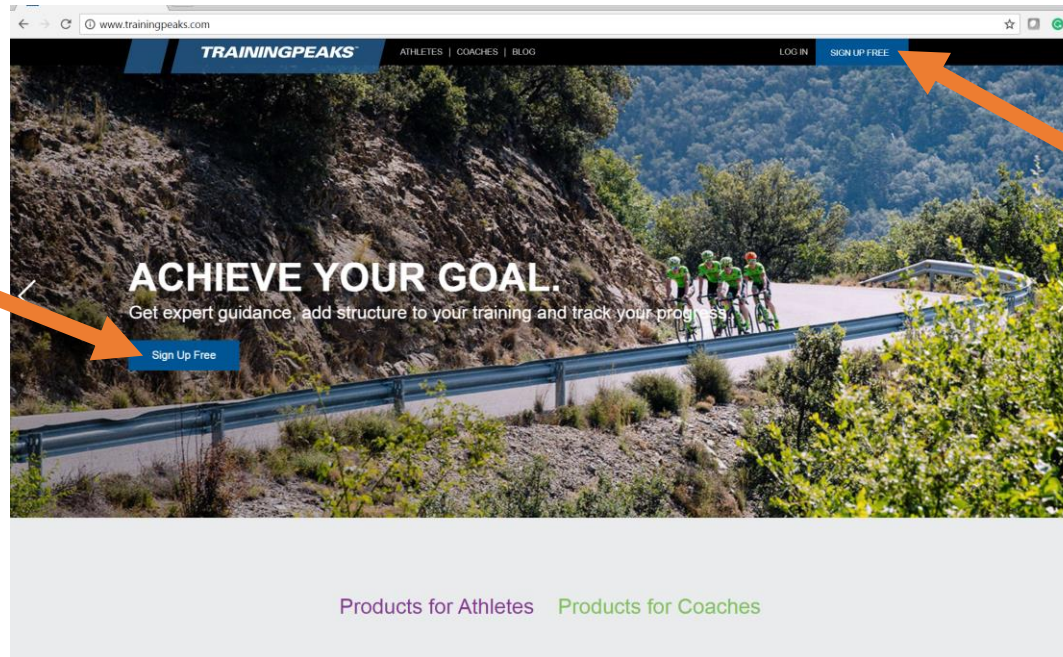 www.trainingpeaks.com
TRAININGPEAKS
ATHLETES | COACHES | BLOG
LOG IN
SIGN UP FREE
ACHIEVE YOUR GOAL.
Get expert guidance, add structure to your training and track your progress.
Sign Up Free
Products for Athletes Products for Coaches